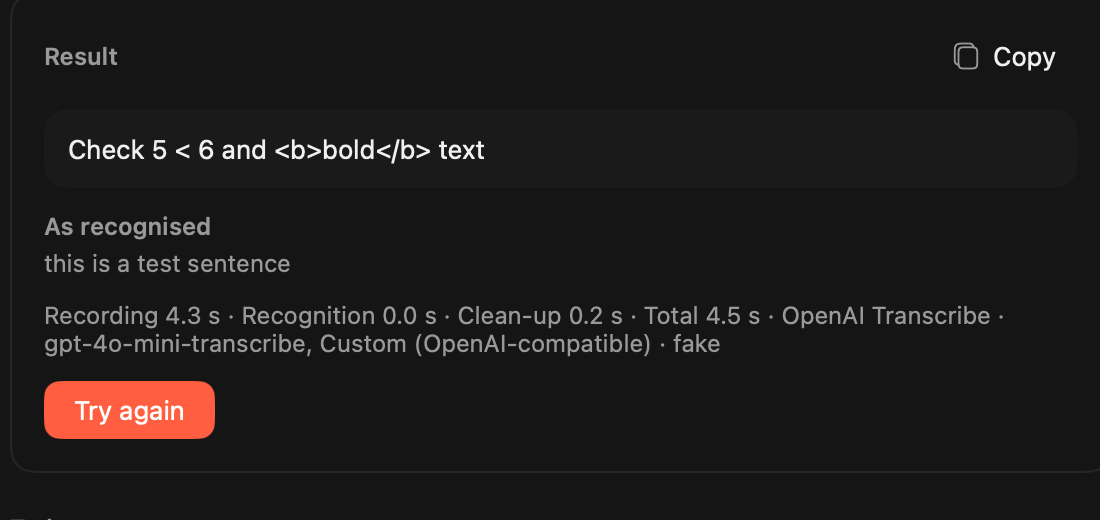 Result
Copy
Check 5 < 6 and <b>bold</b> text
As recognised
this is a test sentence
Recording 4.3 s · Recognition 0.0 s · Clean-up 0.2 s · Total 4.5 s · OpenAI Transcribe ·
gpt-4o-mini-transcribe, Custom (OpenAI-compatible) · fake
Try again